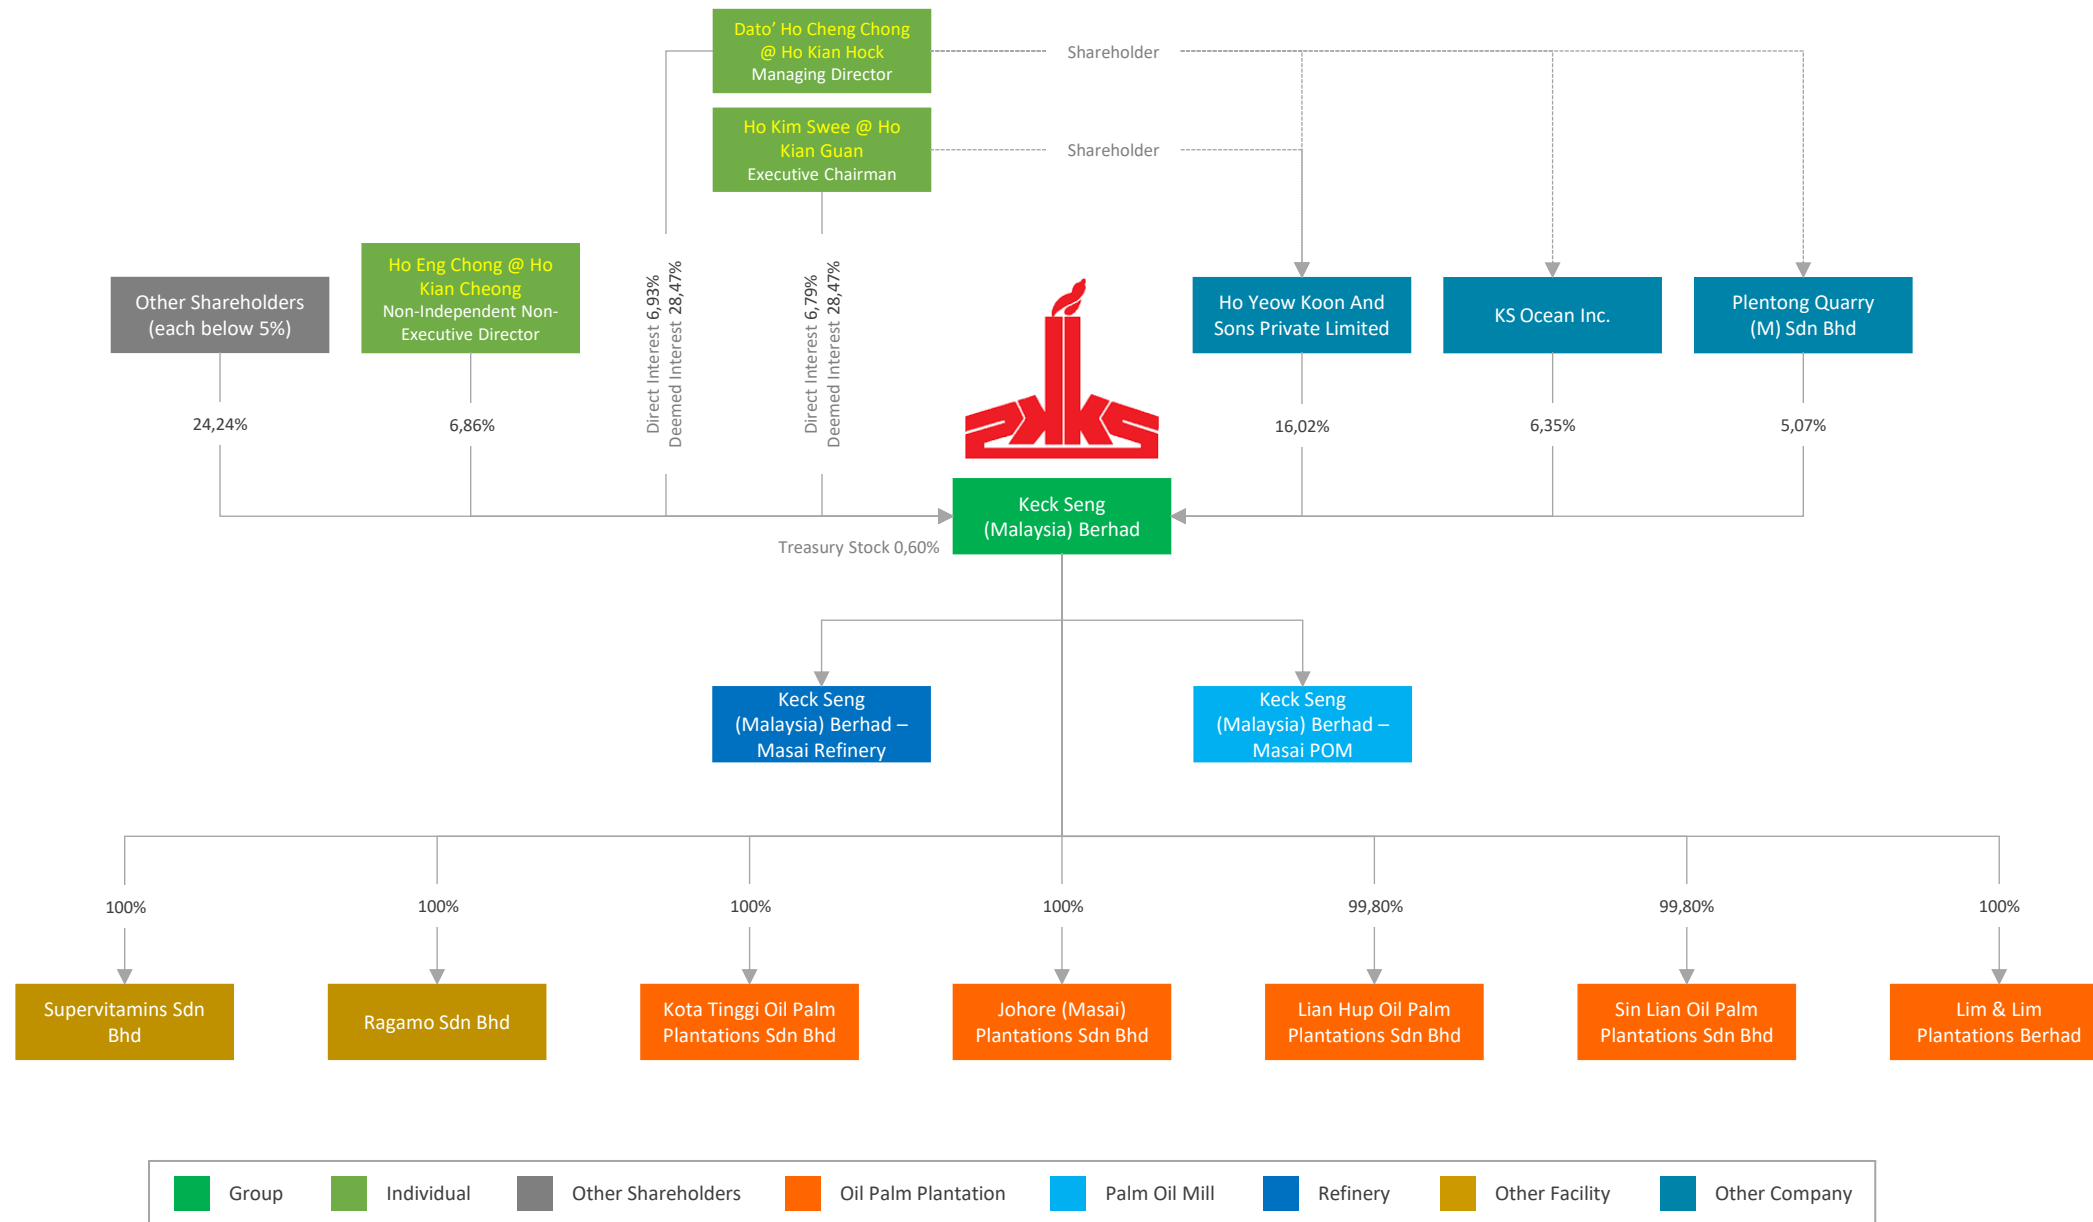 Dato' Ho Cheng Chong
@ Ho Kian Hock
Managing Director
Shareholder
Ho Kim Swee @ Ho
Kian Guan
Executive Chairman
Shareholder
Other Shareholders
(each below 5%)
Ho Eng Chong @ Ho
Kian Cheong
Non-Independent Non-
Executive Director
Direct Interest 6,93%
Deemed Interest 28,47%
Direct Interest 6,79%
Deemed Interest 28,47%
Ho Yeow Koon And
Sons Private Limited
KS Ocean Inc.
Plentong Quarry
(M) Sdn Bhd
24,24%
6,86%
16,02%
6,35%
5,07%
Keck Seng
(Malaysia) Berhad
Treasury Stock 0,60%
Keck Seng
(Malaysia) Berhad –
Masai Refinery
Keck Seng
(Malaysia) Berhad –
Masai POM
100%
100%
100%
100%
99,80%
99,80%
100%
Supervitamins Sdn
Bhd
Ragamo Sdn Bhd
Kota Tinggi Oil Palm
Plantations Sdn Bhd
Johore (Masai)
Plantations Sdn Bhd
Lian Hup Oil Palm
Plantations Sdn Bhd
Sin Lian Oil Palm
Plantations Sdn Bhd
Lim & Lim
Plantations Berhad
Group
Individual
Other Shareholders
Oil Palm Plantation
Palm Oil Mill
Refinery
Other Facility
Other Company